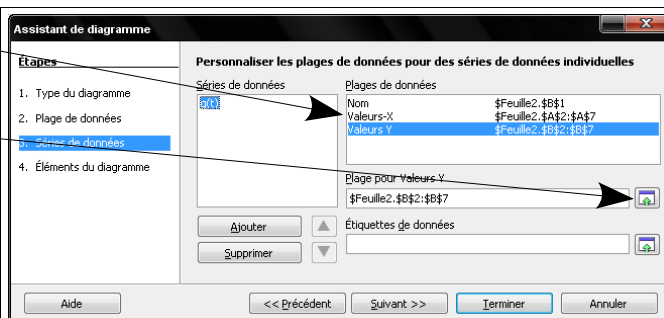 Assistant de diagramme
Étapes
1. Type du diagramme
2. Plage de données
3. Séries de données
4. Éléments du diagramme
Personnaliser les plages de données pour des séries de données individuelles
Séries de données
g(t)
Ajouter
Supprimer
Plages de données
Nom $Feuille2.$B$1
Valeurs-X $Feuille2.$A$2:$A$7
Valeurs Y $Feuille2.$B$2:$B$7
Plage pour Valeurs Y
$Feuille2.$B$2:$B$7
Étiquettes de données
Aide
<< Précédent
Suivant >>
Terminer
Annuler